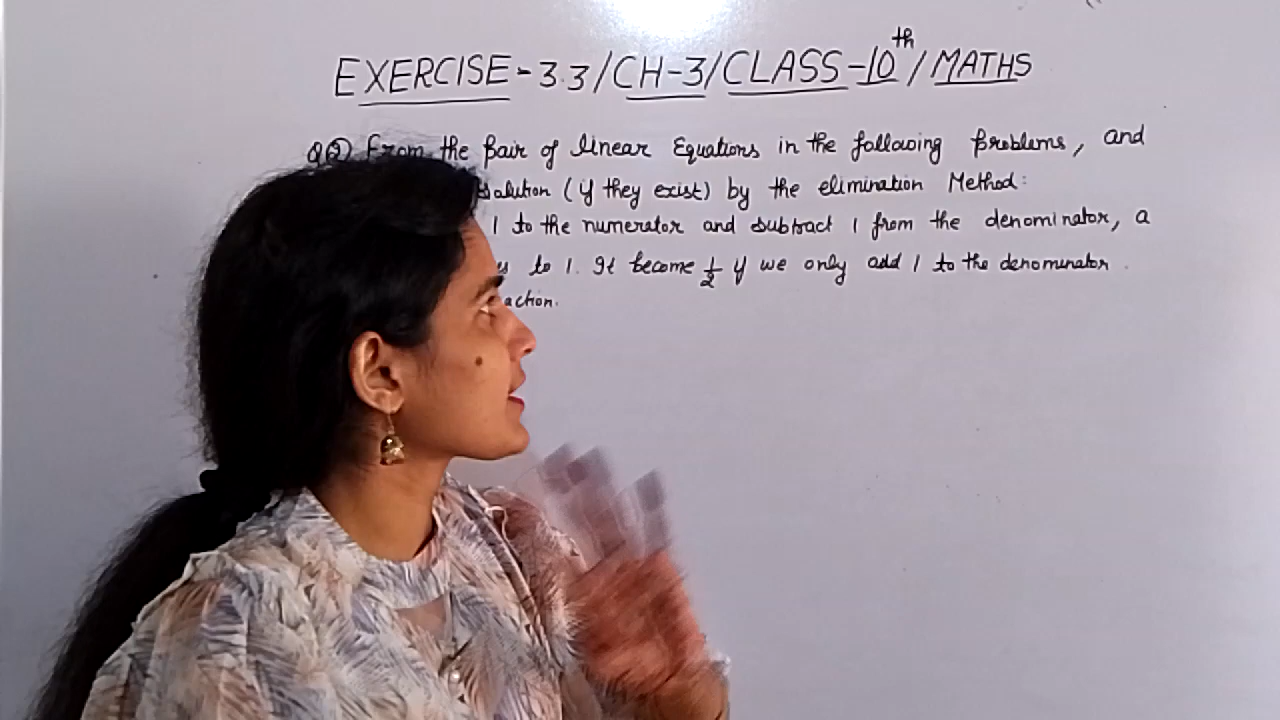 EXERCISE - 3.3 / CH-3 / CLASS-10th / MATHS
Q② From the Pair of linear Equations in the following Problems, and
Solution (if they exist) by the elimination Method:
1 to the numerator and subtract 1 from the denominator, a
to 1. It become 1/2 if we only add 1 to the denominator.
action.